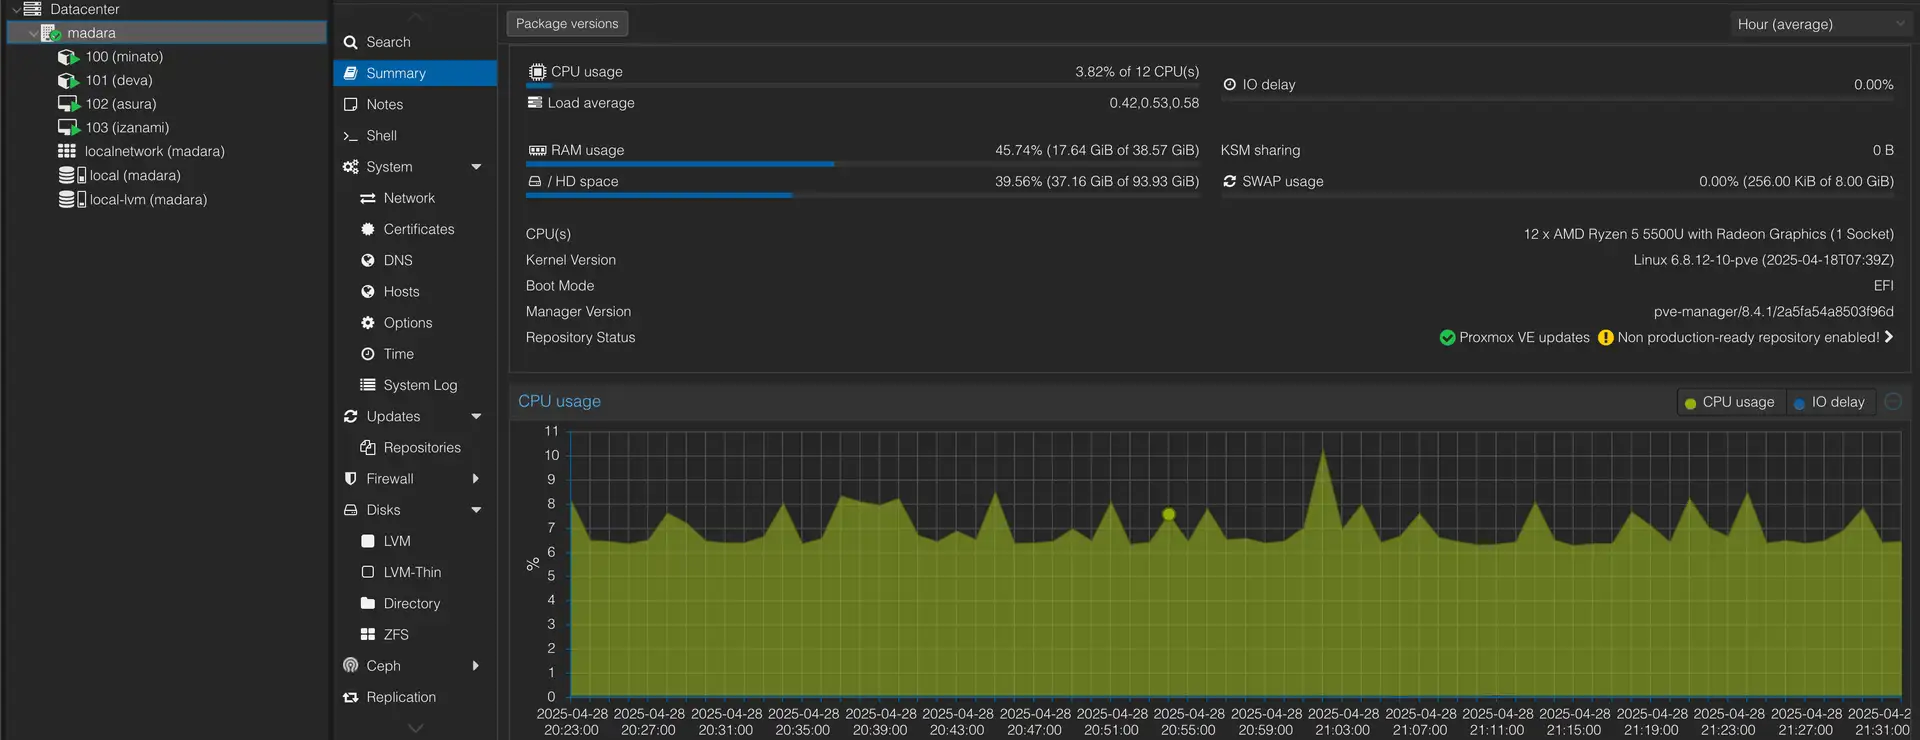 Datacenter
madara
100 (minato)
101 (deva)
102 (asura)
103 (izanami)
localnetwork (madara)
local (madara)
local-lvm (madara)
Search
Summary
Notes
Shell
System
Network
Certificates
DNS
Hosts
Options
Time
System Log
Updates
Repositories
Firewall
Disks
LVM
LVM-Thin
Directory
ZFS
Ceph
Replication
Package versions
Hour (average)
CPU usage 3.82% of 12 CPU(s)
IO delay 0.00%
Load average 0.42,0.53,0.58
RAM usage 45.74% (17.64 GiB of 38.57 GiB)
KSM sharing 0 B
/ HD space 39.56% (37.16 GiB of 93.93 GiB)
SWAP usage 0.00% (256.00 KiB of 8.00 GiB)
CPU(s) 12 x AMD Ryzen 5 5500U with Radeon Graphics (1 Socket)
Kernel Version Linux 6.8.12-10-pve (2025-04-18T07:39Z)
Boot Mode EFI
Manager Version pve-manager/8.4.1/2a5fa54a8503f96d
Repository Status Proxmox VE updates Non production-ready repository enabled!
CPU usage
CPU usage IO delay
11
10
9
8
7
6
5
4
3
2
1
0
%
2025-04-28 2025-04-28 2025-04-28 2025-04-28 2025-04-28 2025-04-28 2025-04-28 2025-04-28 2025-04-28 2025-04-28 2025-04-28 2025-04-28 2025-04-28 2025-04-28 2025-04-28 2025-04-28 2025-04-28 2025-04-2
20:23:00 20:27:00 20:31:00 20:35:00 20:39:00 20:43:00 20:47:00 20:51:00 20:55:00 20:59:00 21:03:00 21:07:00 21:11:00 21:15:00 21:19:00 21:23:00 21:27:00 21:31:00